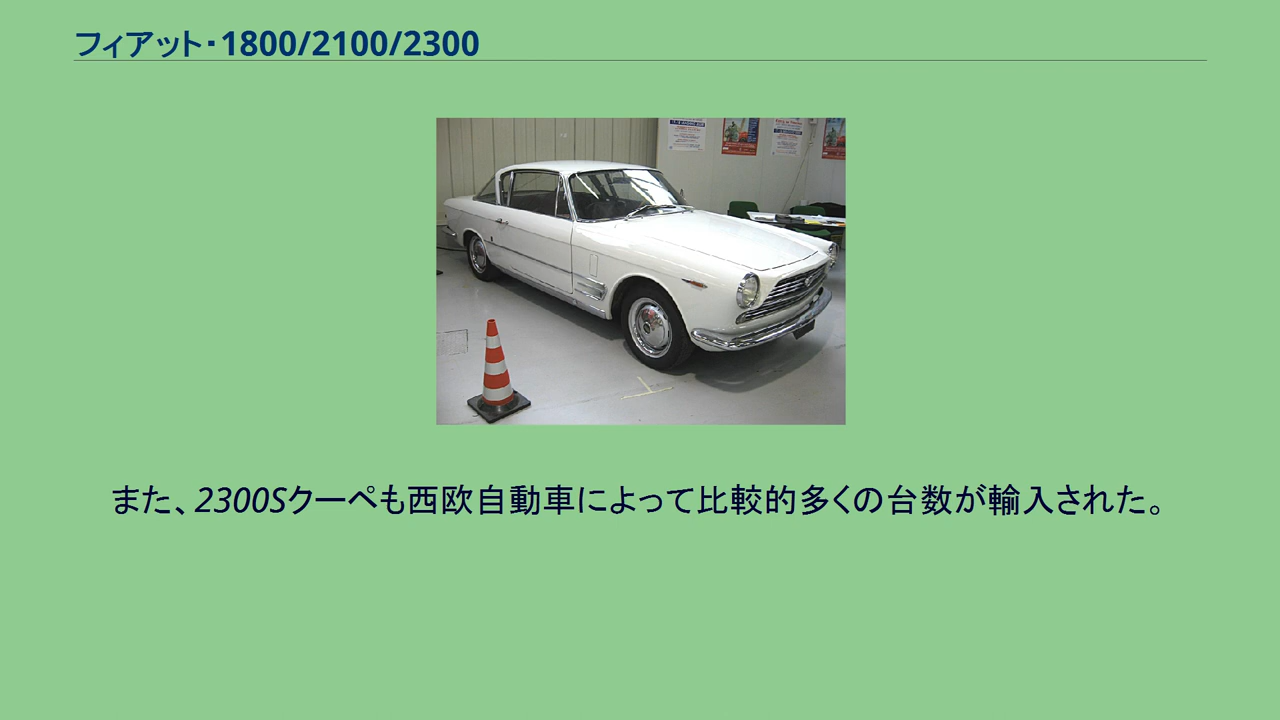 フィアット・1800/2100/2300
また、2300Sクーペも西欧自動車によって比較的多くの台数が輸入された。